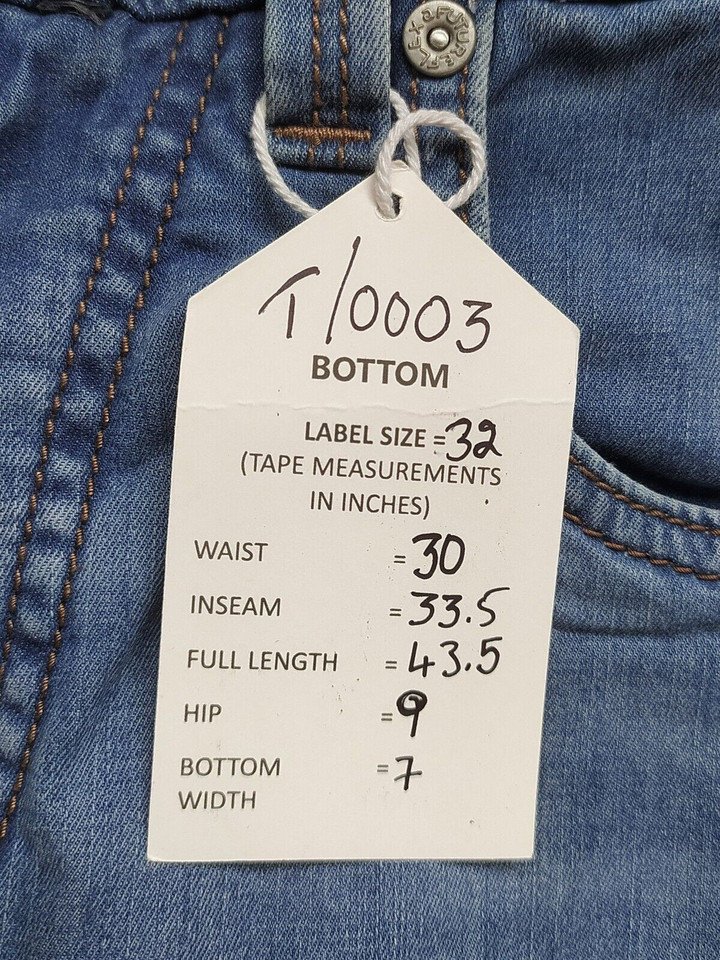 FUTUREFLEX &
T/0003
BOTTOM
LABEL SIZE = 32
(TAPE MEASUREMENTS
IN INCHES)
WAIST = 30
INSEAM = 33.5
FULL LENGTH = 43.5
HIP = 9
BOTTOM = 7
WIDTH